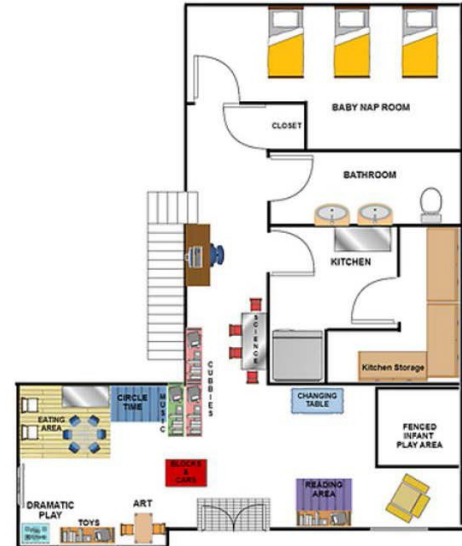 BABY NAP ROOM
CLOSET
BATHROOM
KITCHEN
SCIENCE
CUBBIES
Kitchen Storage
CIRCLE
TIME
MUSIC
EATING
AREA
CHANGING
TABLE
FENCED
INFANT
PLAY AREA
BLOCKS
&
CARS
READING
AREA
DRAMATIC
PLAY
ART
TOYS